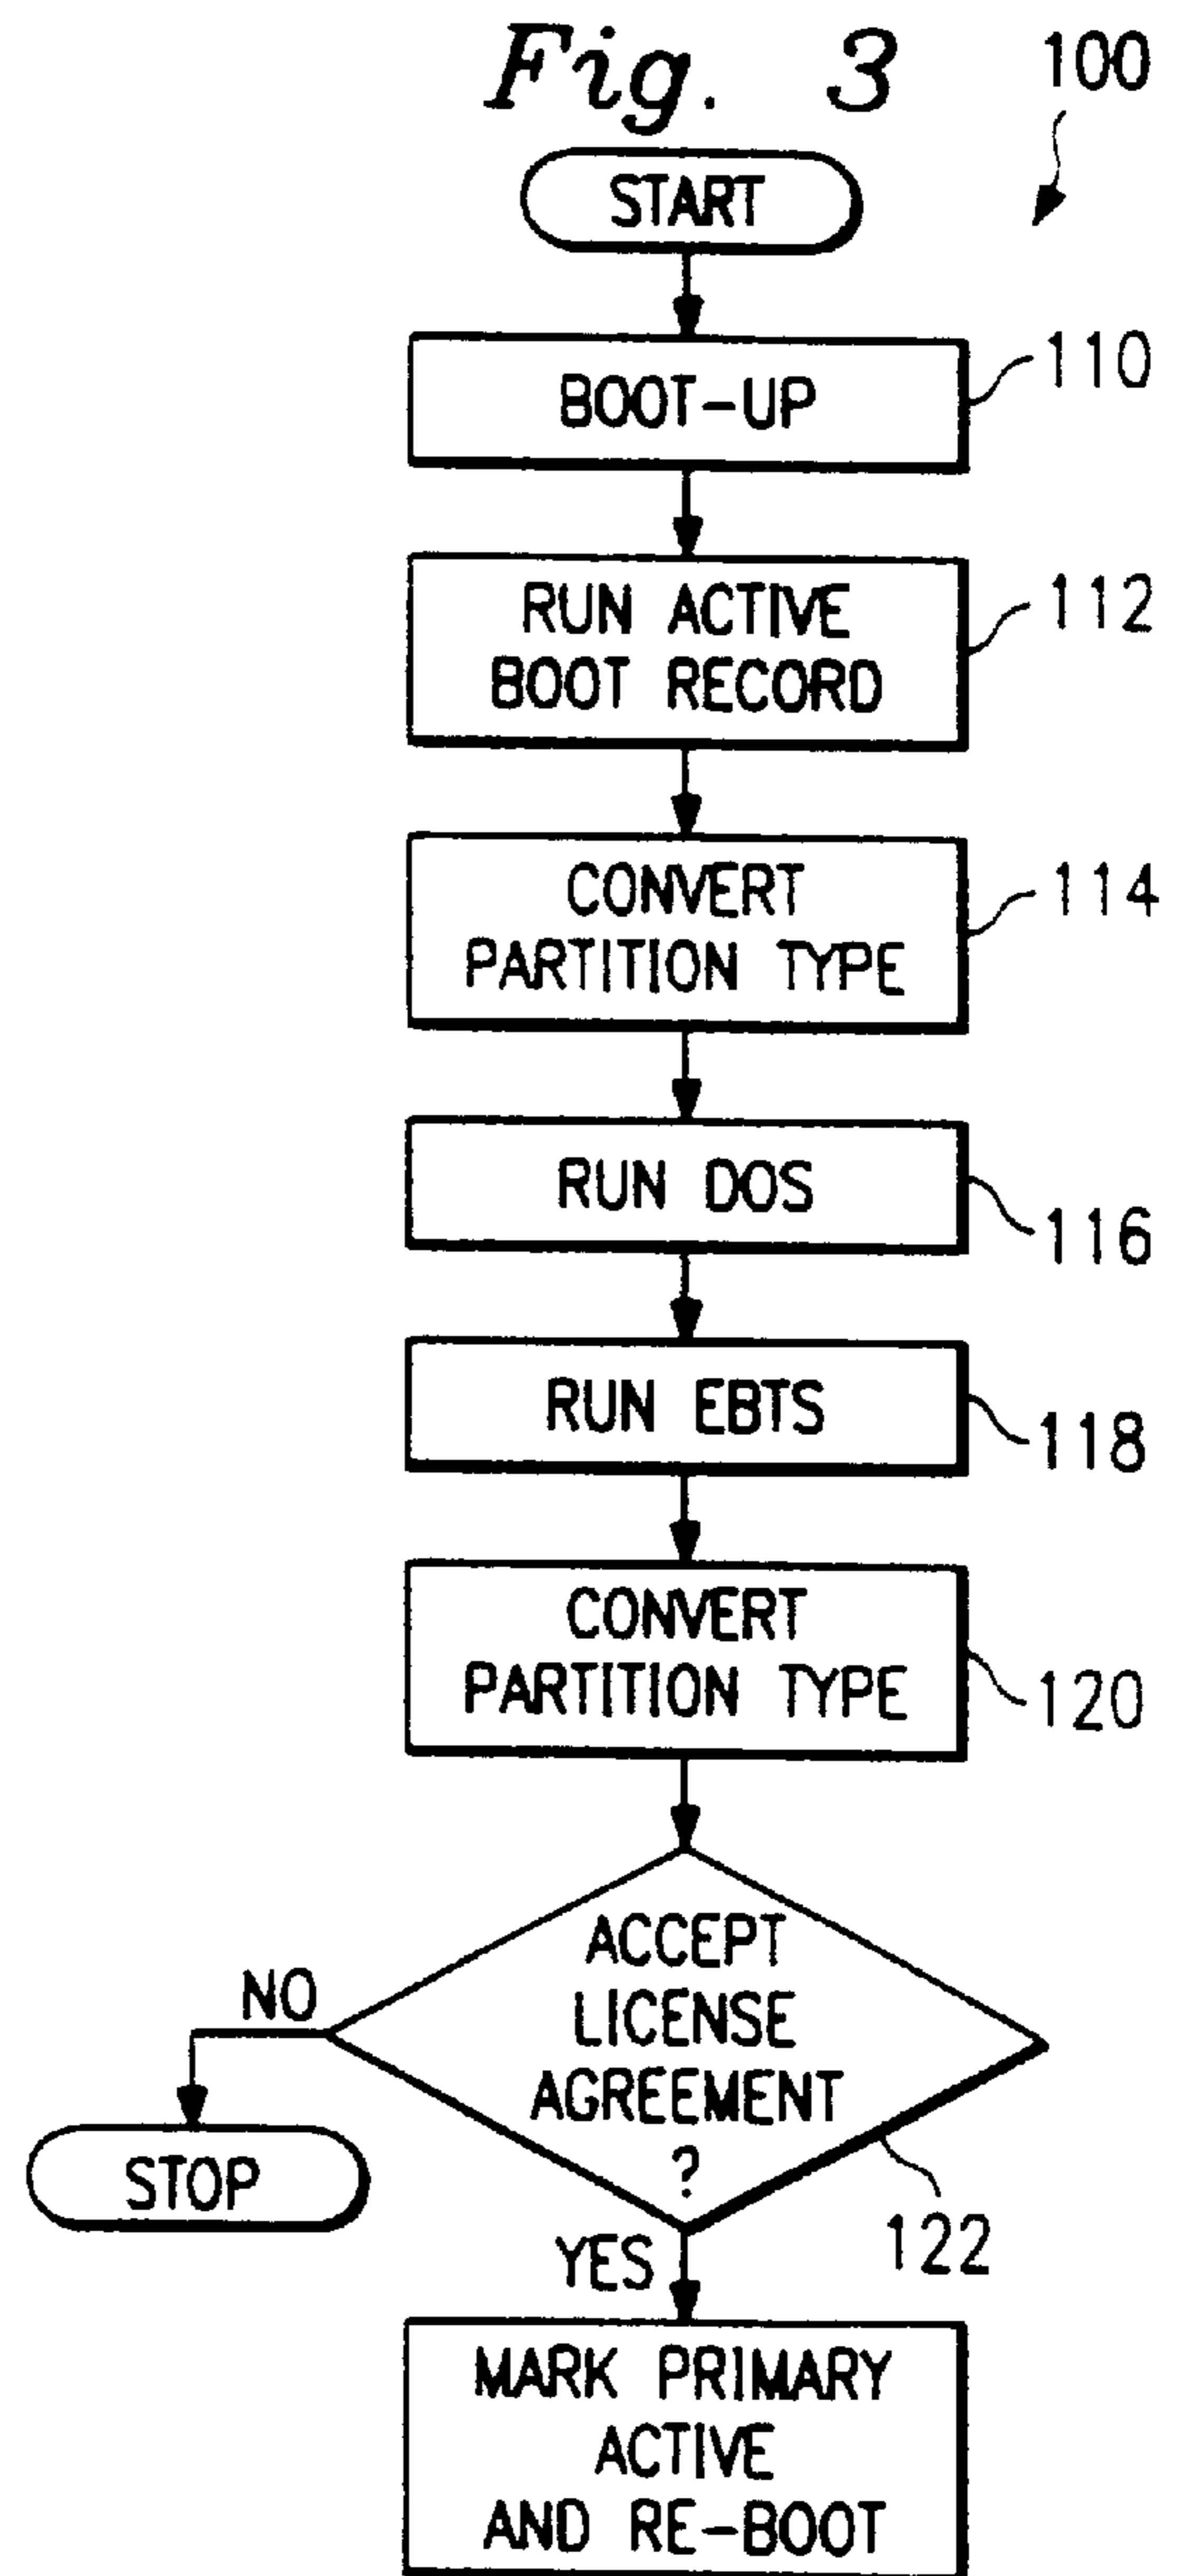 Fig. 3
100
START
BOOT-UP
110
RUN ACTIVE
BOOT RECORD
112
CONVERT
PARTITION TYPE
114
RUN DOS
116
RUN EBTS
118
CONVERT
PARTITION TYPE
120
ACCEPT
LICENSE
AGREEMENT
?
122
NO
STOP
YES
MARK PRIMARY
ACTIVE
AND RE-BOOT